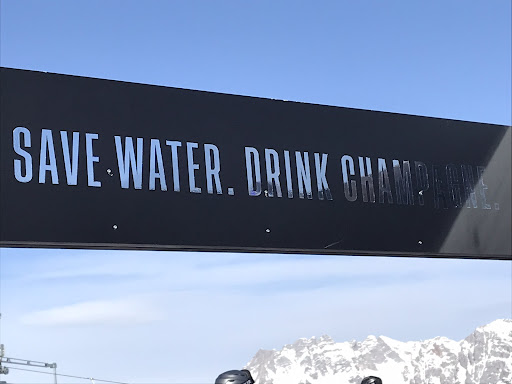 SAVE WATER. DRINK CHAMPAGNE.